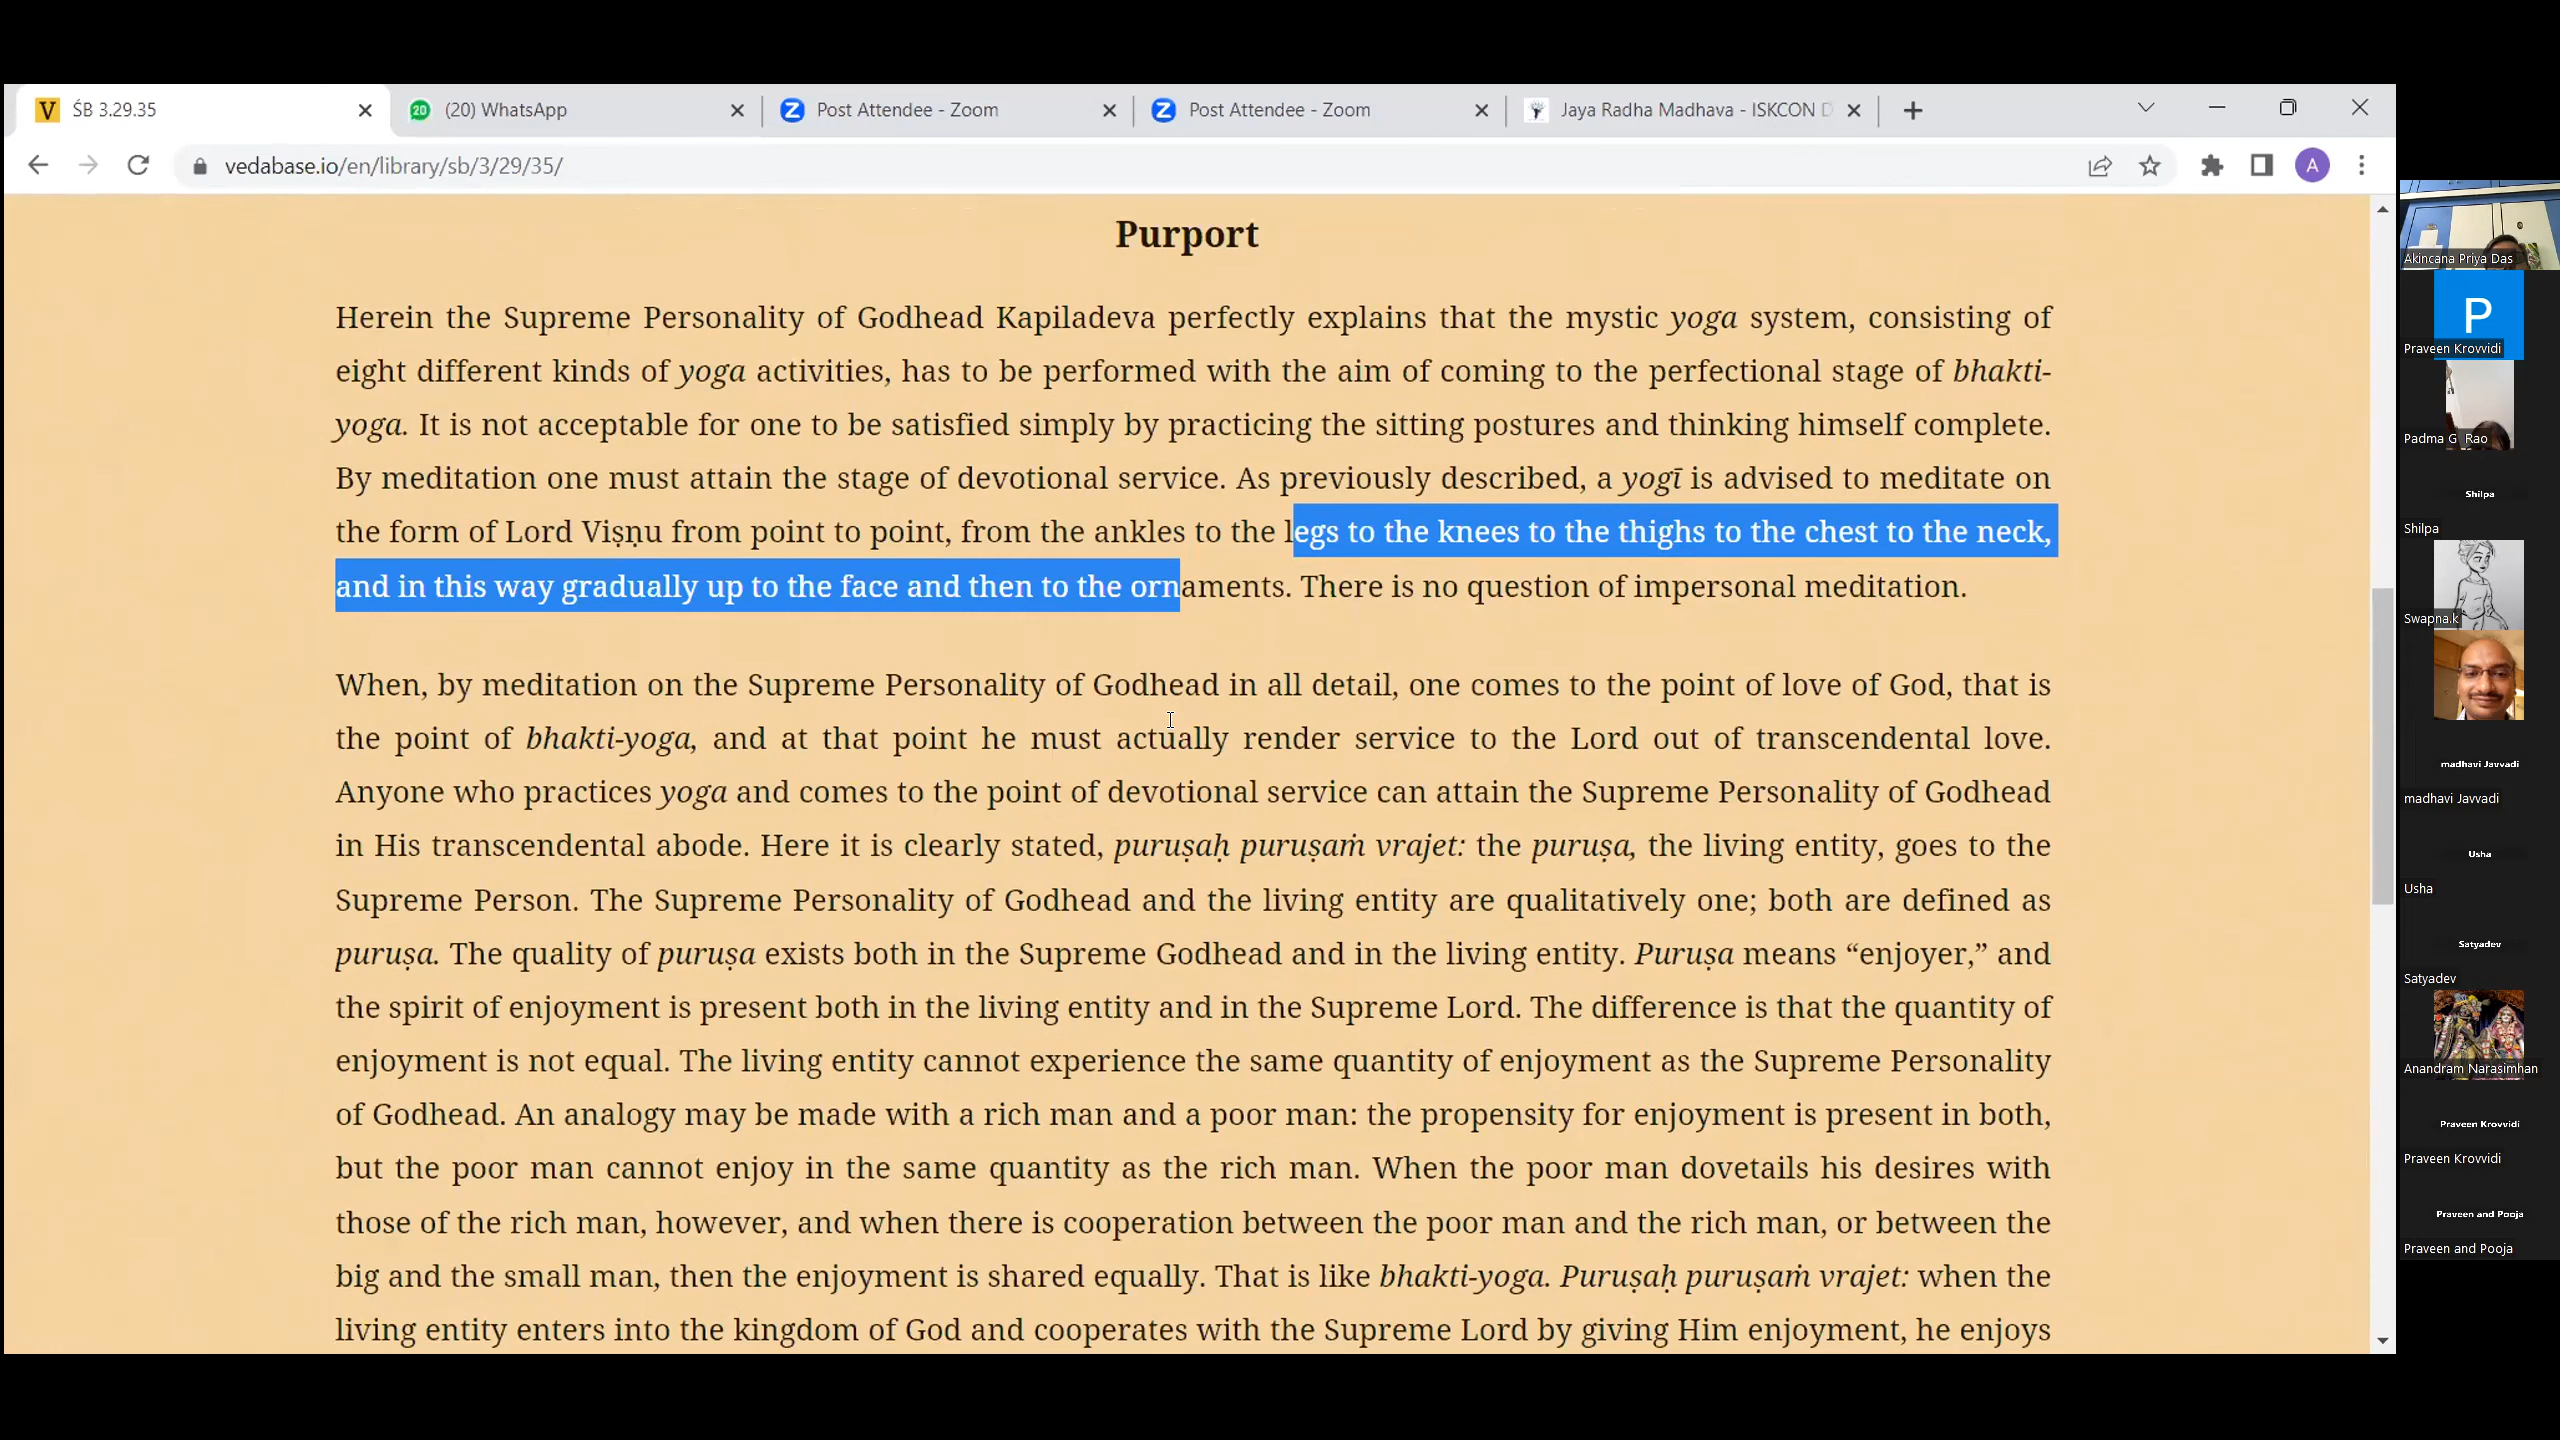 ŚB 3.29.35
(20) WhatsApp
Post Attendee - Zoom
Post Attendee - Zoom
Jaya Radha Madhava - ISKCON D
vedabase.io/en/library/sb/3/29/35/
A
Purport
Herein the Supreme Personality of Godhead Kapiladeva perfectly explains that the mystic yoga system, consisting of
eight different kinds of yoga activities, has to be performed with the aim of coming to the perfectional stage of bhakti-
yoga. It is not acceptable for one to be satisfied simply by practicing the sitting postures and thinking himself complete.
By meditation one must attain the stage of devotional service. As previously described, a yogī is advised to meditate on
the form of Lord Viṣṇu from point to point, from the ankles to the legs to the knees to the thighs to the chest to the neck,
and in this way gradually up to the face and then to the ornaments. There is no question of impersonal meditation.
When, by meditation on the Supreme Personality of Godhead in all detail, one comes to the point of love of God, that is
the point of bhakti-yoga, and at that point he must actually render service to the Lord out of transcendental love.
Anyone who practices yoga and comes to the point of devotional service can attain the Supreme Personality of Godhead
in His transcendental abode. Here it is clearly stated, puruṣaḥ puruṣaṁ vrajet: the puruṣa, the living entity, goes to the
Supreme Person. The Supreme Personality of Godhead and the living entity are qualitatively one; both are defined as
puruṣa. The quality of puruṣa exists both in the Supreme Godhead and in the living entity. Puruṣa means “enjoyer,” and
the spirit of enjoyment is present both in the living entity and in the Supreme Lord. The difference is that the quantity of
enjoyment is not equal. The living entity cannot experience the same quantity of enjoyment as the Supreme Personality
of Godhead. An analogy may be made with a rich man and a poor man: the propensity for enjoyment is present in both,
but the poor man cannot enjoy in the same quantity as the rich man. When the poor man dovetails his desires with
those of the rich man, however, and when there is cooperation between the poor man and the rich man, or between the
big and the small man, then the enjoyment is shared equally. That is like bhakti-yoga. Puruṣaḥ puruṣaṁ vrajet: when the
living entity enters into the kingdom of God and cooperates with the Supreme Lord by giving Him enjoyment, he enjoys
Akincana Priya Das
P
Praveen Krovvidi
Padma G Rao
Shilpa
Shilpa
Swapna.k
madhavi Javvadi
madhavi Javvadi
Usha
Usha
Satyadev
Satyadev
Anandram Narasimhan
Praveen Krovvidi
Praveen Krovvidi
Praveen and Pooja
Praveen and Pooja